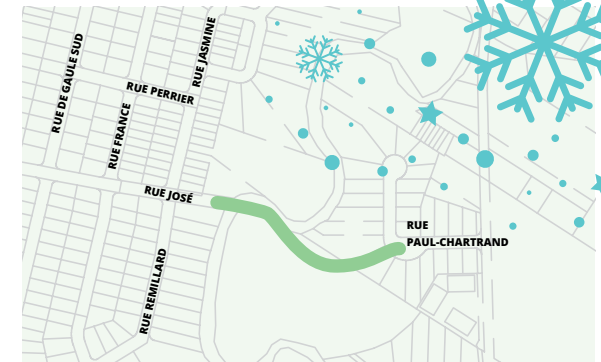 RUE DE GAULE SUD
RUE JASMINE
RUE PERRIER
RUE FRANCE
RUE JOSÉ
RUE
PAUL-CHARTRAND
RUE REMILLARD